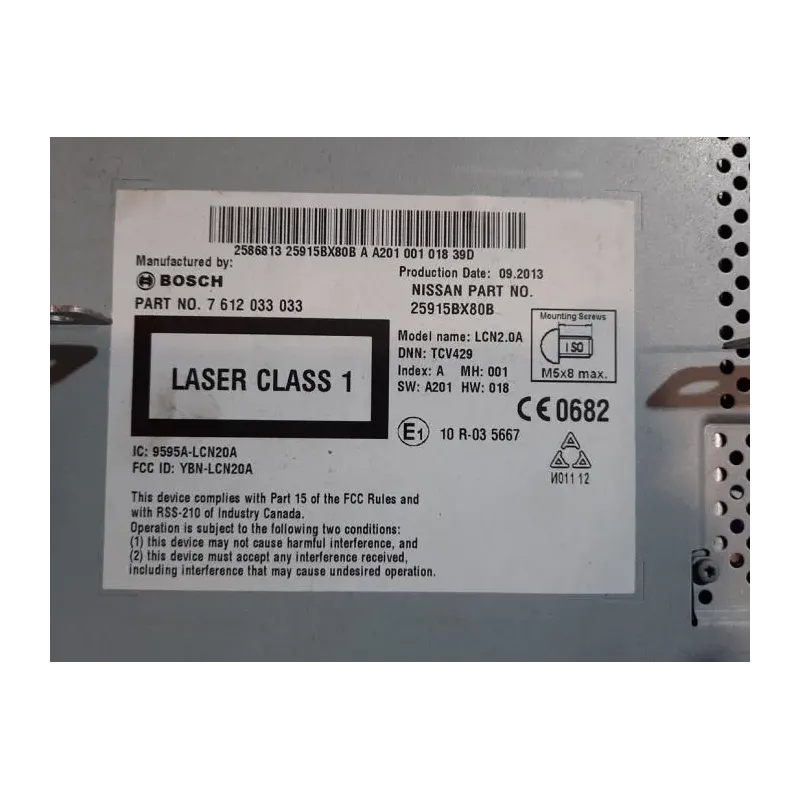 2586813 25915BX80B A A201 001 018 39D
Manufactured by:
BOSCH
PART NO. 7 612 033 033
Production Date: 09.2013
NISSAN PART NO.
25915BX80B
LASER CLASS 1
Model name: LCN2.0A
DNN: TCV429
Index: A MH: 001
SW: A201 HW: 018
Mounting Screws
ISO
M5x8 max.
CE 0682
E1 10 R-03 5667
И011 12
IC: 9595A-LCN20A
FCC ID: YBN-LCN20A
This device complies with Part 15 of the FCC Rules and
with RSS-210 of Industry Canada.
Operation is subject to the following two conditions:
(1) this device may not cause harmful interference, and
(2) this device must accept any interference received,
including interference that may cause undesired operation.